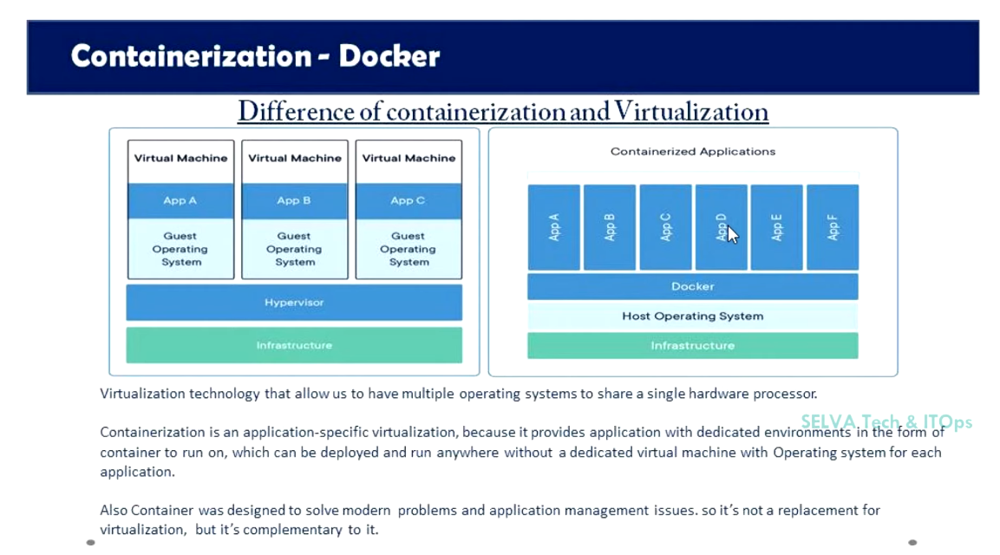 Containerization - Docker
Difference of containerization and Virtualization
Virtual Machine
App A
Guest
Operating
System
Virtual Machine
App B
Guest
Operating
System
Virtual Machine
App C
Guest
Operating
System
Hypervisor
Infrastructure
Containerized Applications
App A
App B
App C
App D
App E
App F
Docker
Host Operating System
Infrastructure
Virtualization technology that allow us to have multiple operating systems to share a single hardware processor.
SELVA Tech & ITOps
Containerization is an application-specific virtualization, because it provides application with dedicated environments in the form of
container to run on, which can be deployed and run anywhere without a dedicated virtual machine with Operating system for each
application.
Also Container was designed to solve modern problems and application management issues. so it's not a replacement for
virtualization, but it's complementary to it.